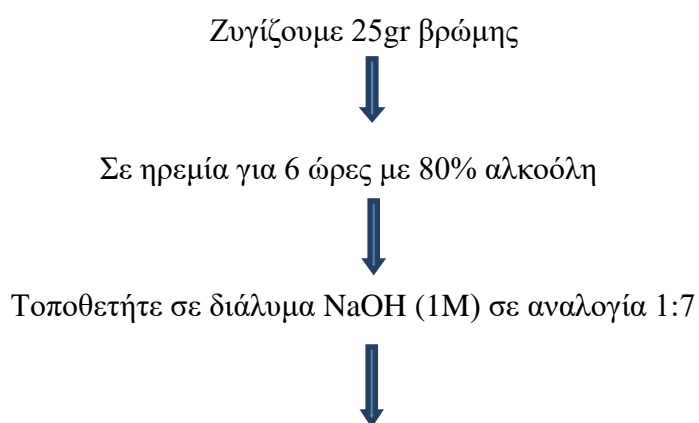 Ζυγίζουμε 25gr βρώμης
Σε ηρεμία για 6 ώρες με 80% αλκοόλη
Τοποθετήτε σε διάλυμα NaOH (1M) σε αναλογία 1:7